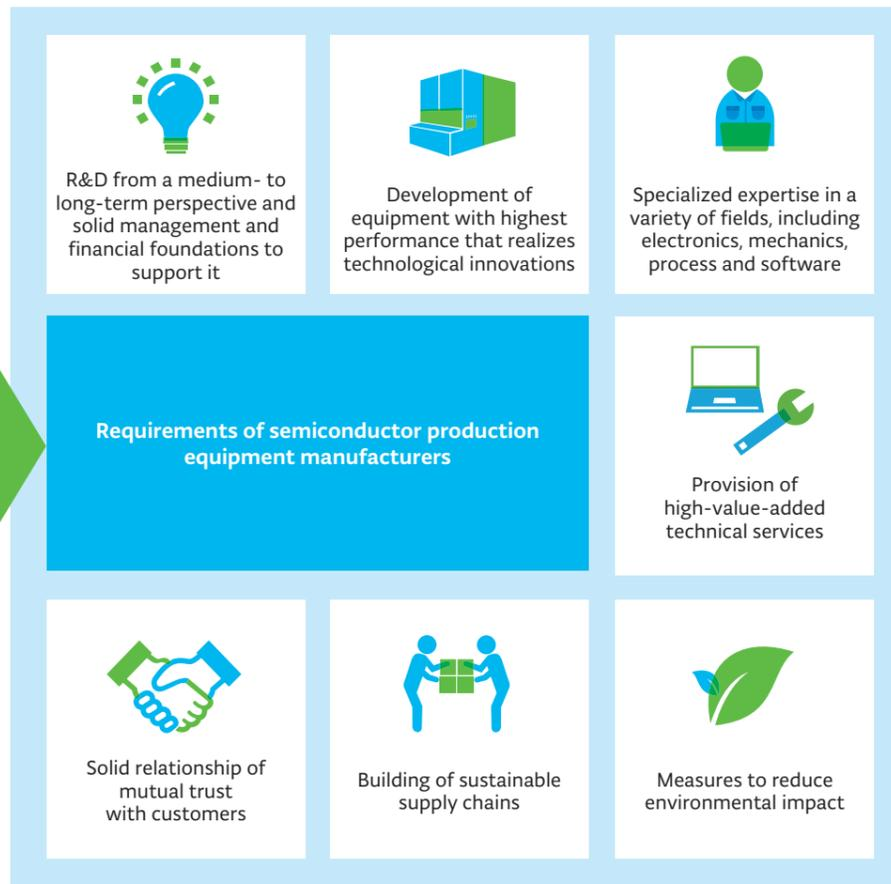 R&D from a medium- to
long-term perspective and
solid management and
financial foundations to
support it
Development of
equipment with highest
performance that realizes
technological innovations
Specialized expertise in a
variety of fields, including
electronics, mechanics,
process and software
Requirements of semiconductor production
equipment manufacturers
Provision of
high-value-added
technical services
Solid relationship of
mutual trust
with customers
Building of sustainable
supply chains
Measures to reduce
environmental impact